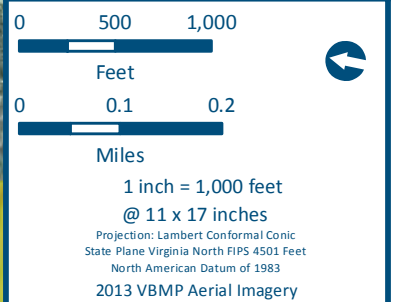 0 500 1,000
Feet
0 0.1 0.2
Miles
1 inch = 1,000 feet
@ 11 x 17 inches
Projection: Lambert Conformal Conic
State Plane Virginia North FIPS 4501 Feet
North American Datum of 1983
2013 VBMP Aerial Imagery